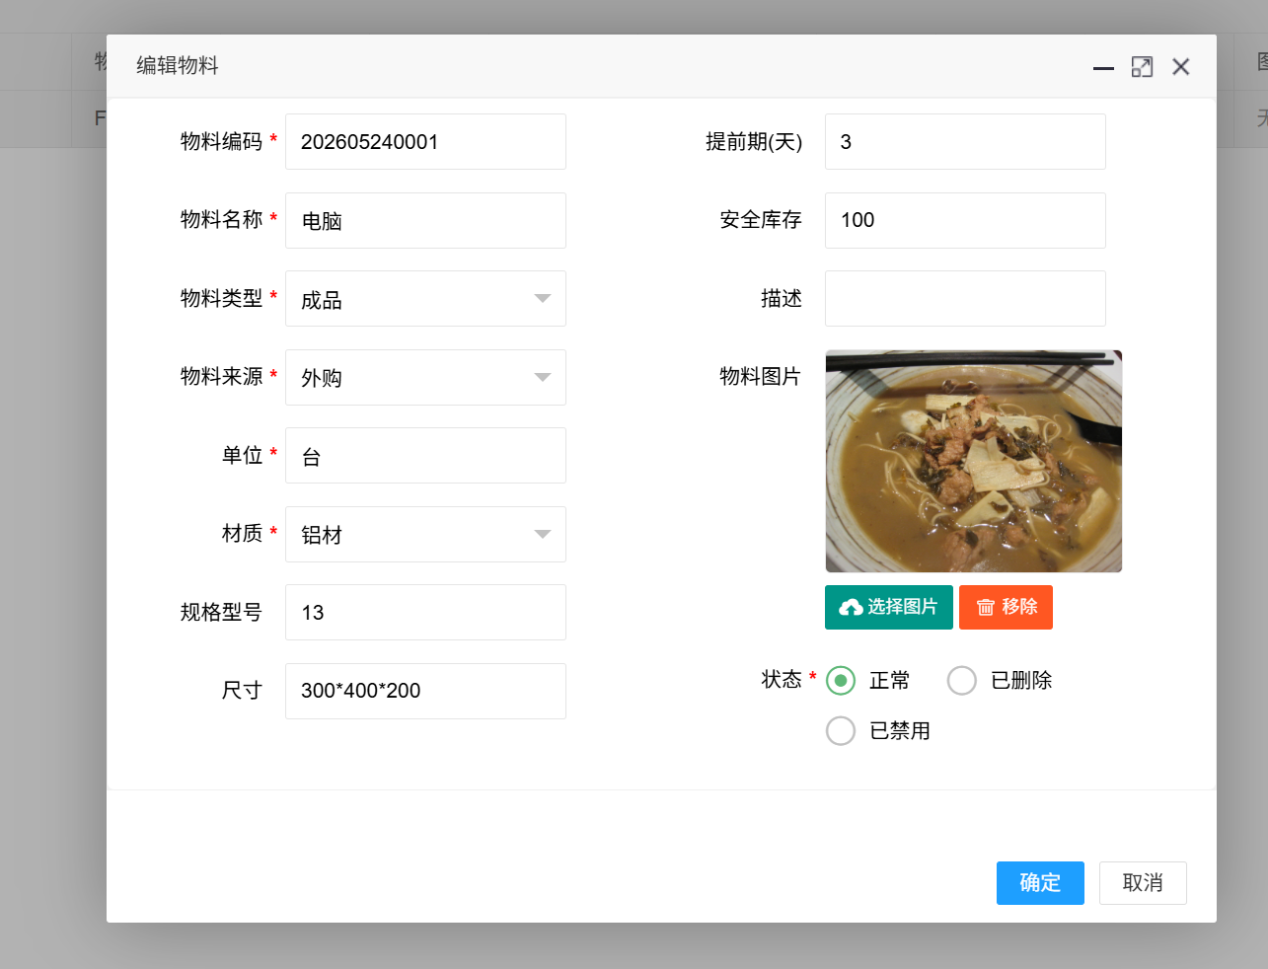 编辑物料
物料编码 *
202605240001
物料名称 *
电脑
物料类型 *
成品
物料来源 *
外购
单位 *
台
材质 *
铝材
规格型号
13
尺寸
300*400*200
提前期(天)
3
安全库存
100
描述
物料图片
选择图片
移除
状态 *
正常
已删除
已禁用
确定
取消
F